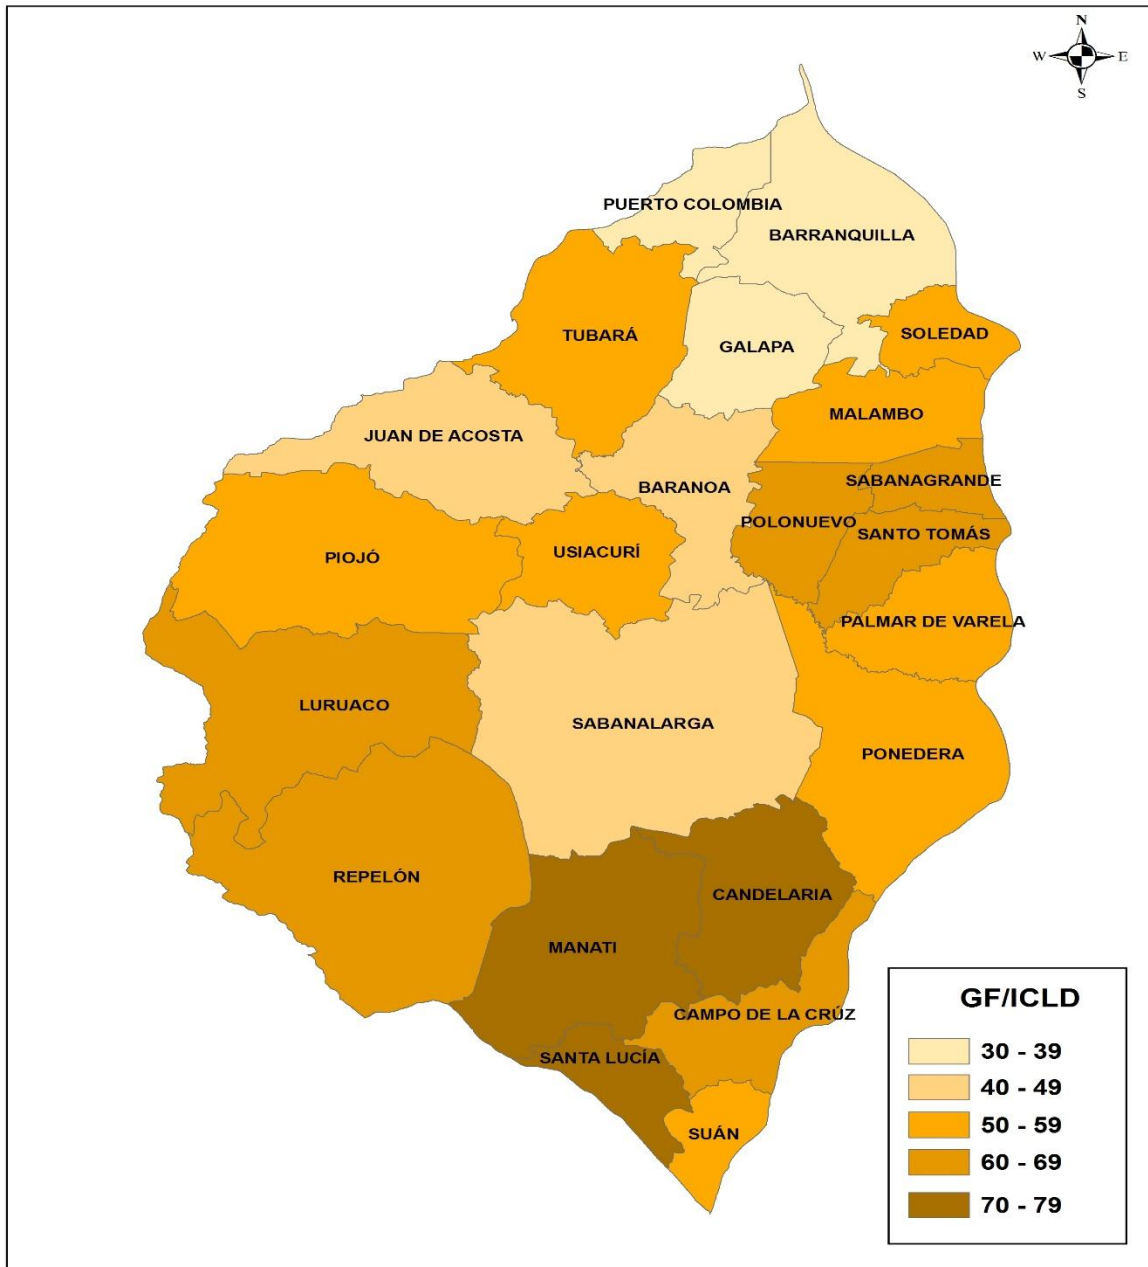 N
W E
S
PUERTO COLOMBIA
BARRANQUILLA
TUBARÁ
SOLEDAD
GALAPA
MALAMBO
JUAN DE ACOSTA
SABANAGRANDE
BARANOA
POLONUEVO
SANTO TOMÁS
PIOJÓ
USIACURÍ
PALMAR DE VARELA
LURUACO
SABANALARGA
PONEDERA
REPELÓN
CANDELARIA
MANATI
CAMPO DE LA CRÚZ
SANTA LUCÍA
SUÁN
GF/ICLD
30 - 39
40 - 49
50 - 59
60 - 69
70 - 79